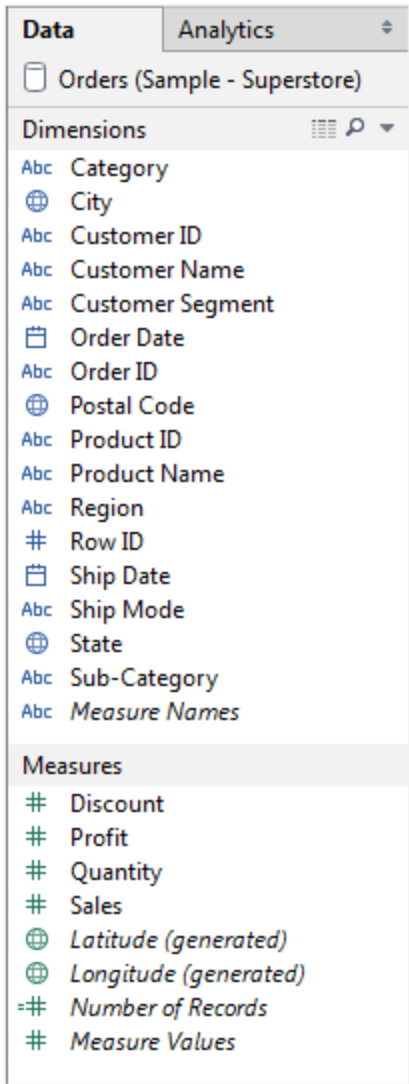 Data Analytics
Orders (Sample - Superstore)
Dimensions
Abc Category
City
Abc Customer ID
Abc Customer Name
Abc Customer Segment
Order Date
Abc Order ID
Postal Code
Abc Product ID
Abc Product Name
Abc Region
# Row ID
Ship Date
Abc Ship Mode
State
Abc Sub-Category
Abc Measure Names
Measures
# Discount
# Profit
# Quantity
# Sales
Latitude (generated)
Longitude (generated)
=# Number of Records
# Measure Values